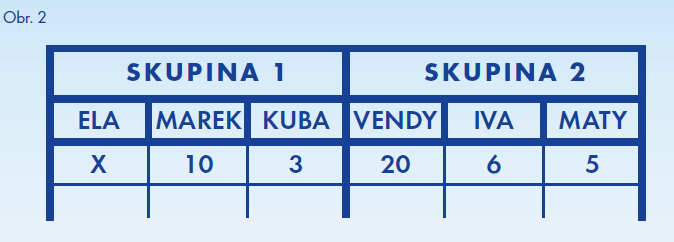 Obr. 2
SKUPINA 1 SKUPINA 2
ELA MAREK KUBA VENDY IVA MATY
X 10 3 20 6 5